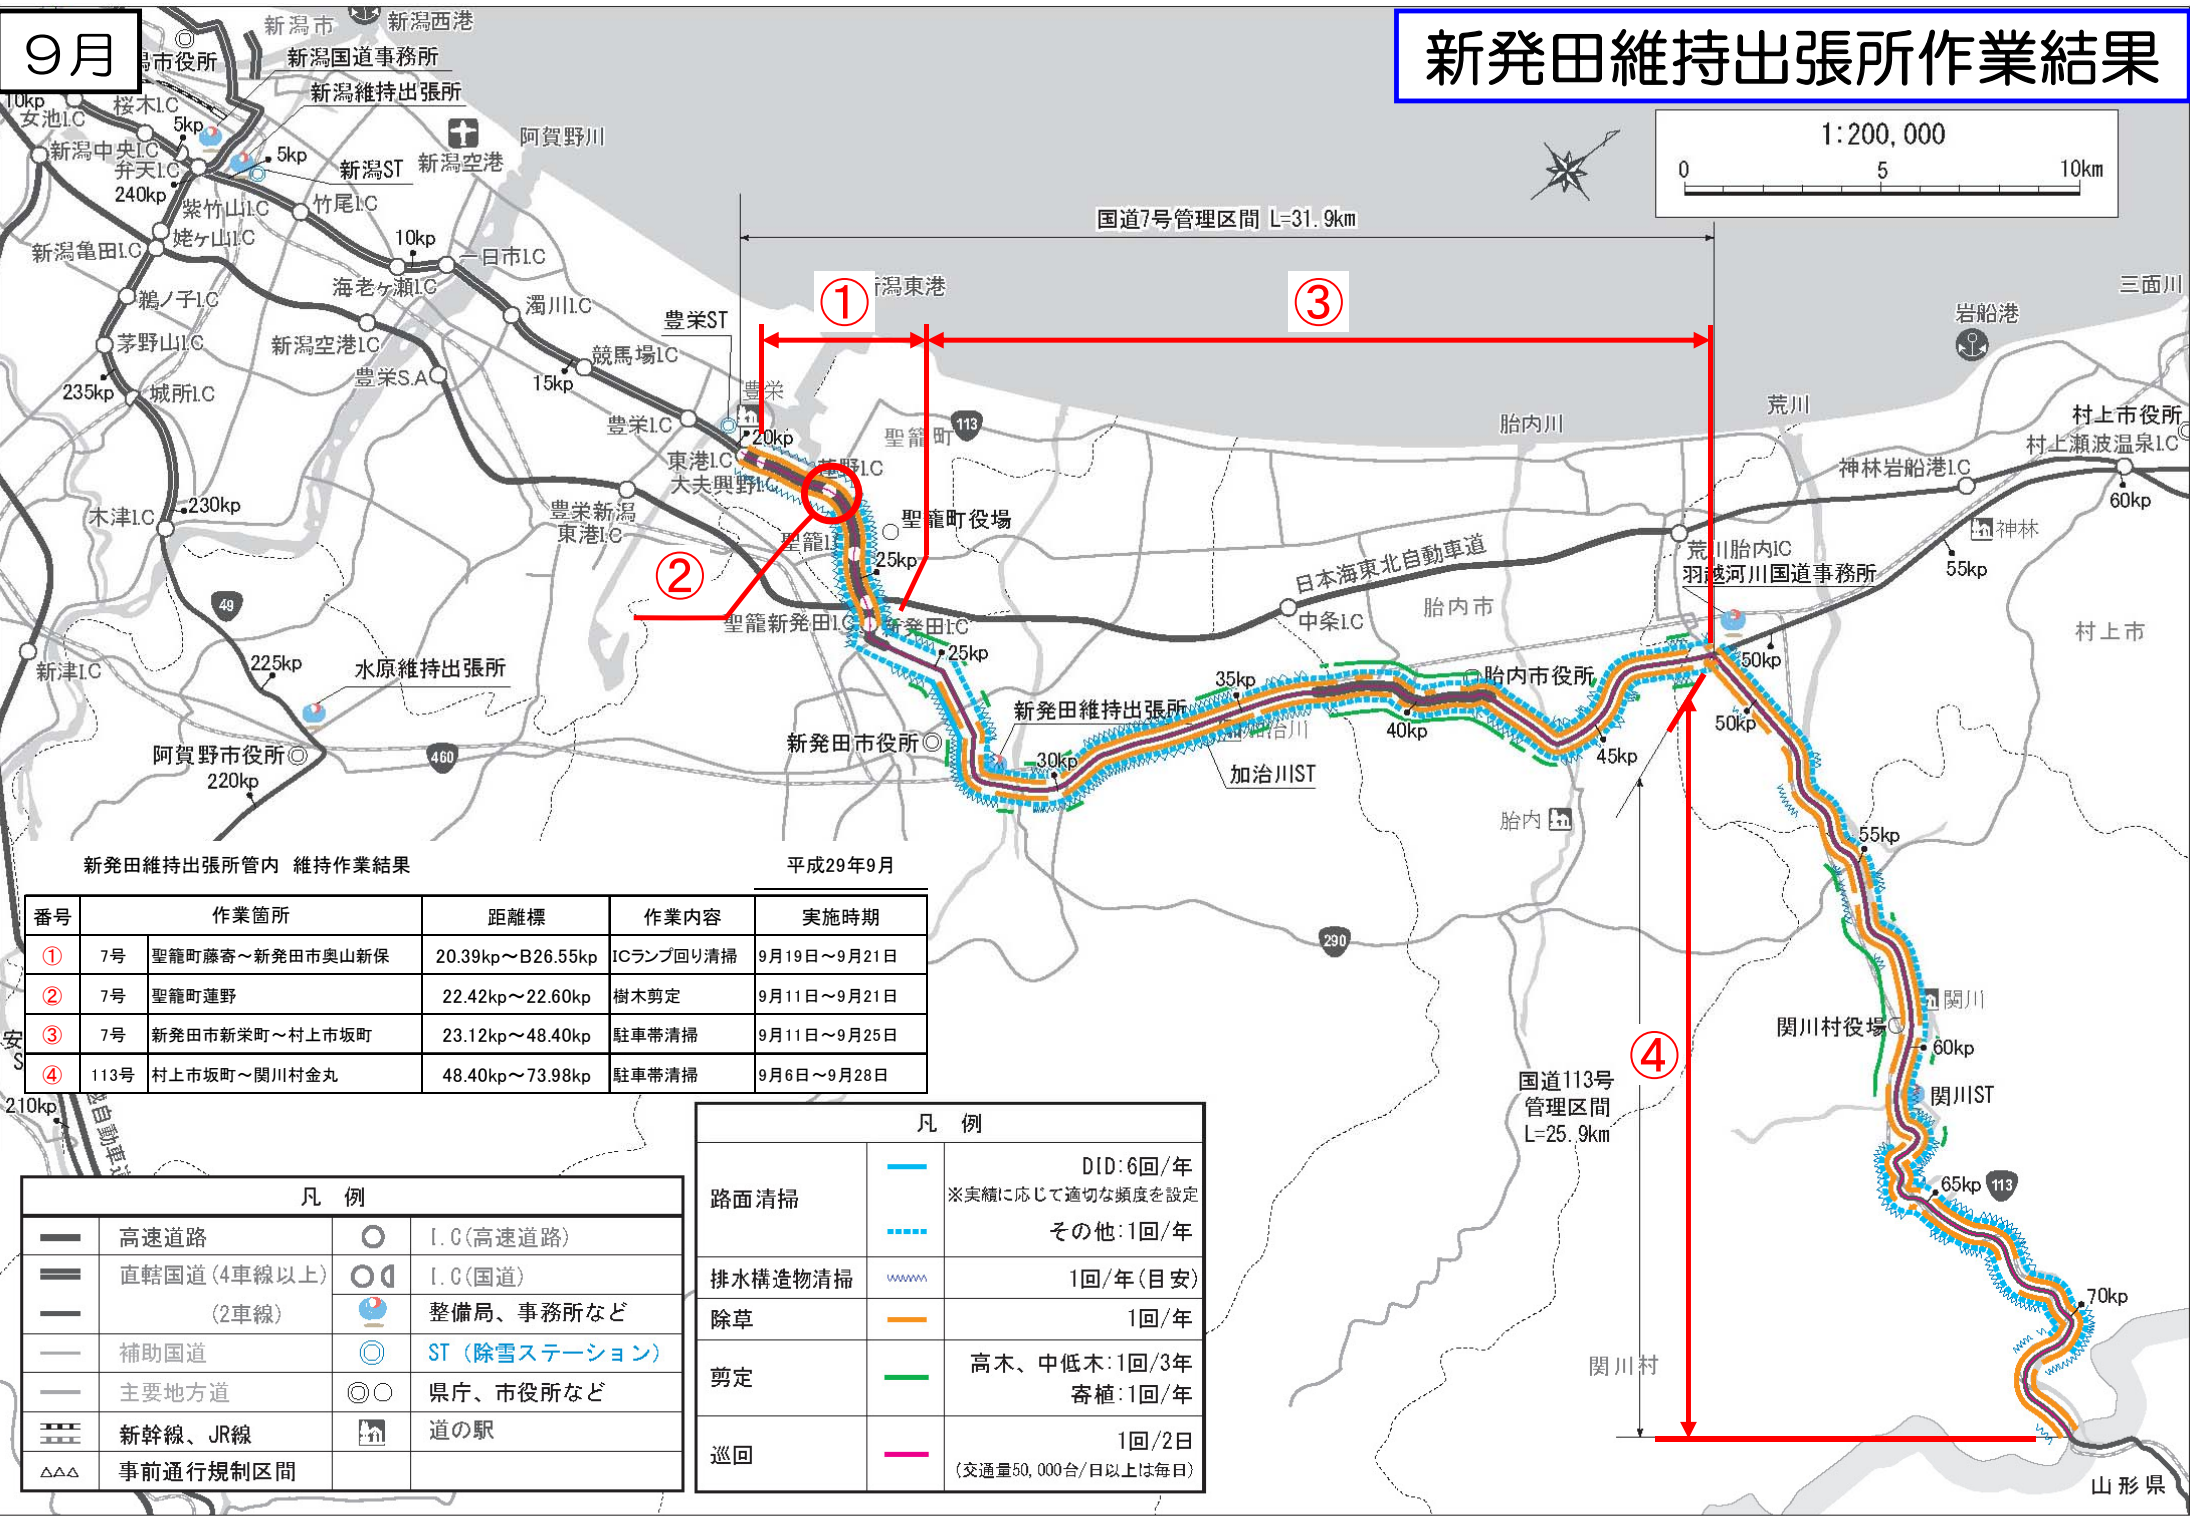 9月
新発田維持出張所作業結果
1:200,000
0 5 10km
新潟市
新潟西港
市役所
新潟国道事務所
新潟維持出張所
10kp
桜木I.C
女池I.C
5kp
新潟中央I.C
弁天I.C
5kp
新潟ST
新潟空港
阿賀野川
240kp
紫竹山I.C
竹尾I.C
姥ヶ山I.C
新潟亀田I.C
10kp
一日市I.C
海老ヶ瀬I.C
鵜ノ子I.C
濁川I.C
茅野山I.C
新潟空港I.C
豊栄ST
競馬場I.C
豊栄S.A
15kp
235kp
城所I.C
豊栄I.C
豊栄
20kp
国道7号管理区間 L=31.9km
①
潟東港
③
三面川
岩船港
荒川
胎内川
村上市役所
村上瀬波温泉I.C
神林岩船港I.C
60kp
聖籠町
113
東港I.C
蓮野I.C
大夫興野I.C
230kp
木津I.C
豊栄新潟
東港I.C
聖籠町役場
25kp
②
聖籠新発田I.C
新発田I.C
日本海東北自動車道
荒川胎内IC
羽越河川国道事務所
神林
55kp
中条I.C
胎内市
村上市
49
新津I.C
225kp
水原維持出張所
25kp
50kp
胎内市役所
35kp
新発田維持出張所
40kp
50kp
加治川
45kp
新発田市役所
30kp
加治川ST
阿賀野市役所
220kp
460
胎内
55kp
290
関川
関川村役場
60kp
関川ST
④
国道113号
管理区間
L=25.9km
65kp
113
70kp
関川村
山形県
210kp
新発田維持出張所管内 維持作業結果 平成29年9月
番号 作業箇所 距離標 作業内容 実施時期
① 7号 聖籠町藤寄～新発田市奥山新保 20.39kp～B26.55kp ICランプ回り清掃 9月19日～9月21日
② 7号 聖籠町蓮野 22.42kp～22.60kp 樹木剪定 9月11日～9月21日
③ 7号 新発田市新栄町～村上市坂町 23.12kp～48.40kp 駐車帯清掃 9月11日～9月25日
④ 113号 村上市坂町～関川村金丸 48.40kp～73.98kp 駐車帯清掃 9月6日～9月28日
凡 例
高速道路 I.C(高速道路)
直轄国道(4車線以上) I.C(国道)
(2車線) 整備局、事務所など
補助国道 ST（除雪ステーション）
主要地方道 県庁、市役所など
新幹線、JR線 道の駅
事前通行規制区間
凡 例
路面清掃 DID:6回/年
※実績に応じて適切な頻度を設定
その他:1回/年
排水構造物清掃 1回/年(目安)
除草 1回/年
剪定 高木、中低木:1回/3年
寄植:1回/年
巡回 1回/2日
(交通量50,000台/日以上は毎日)